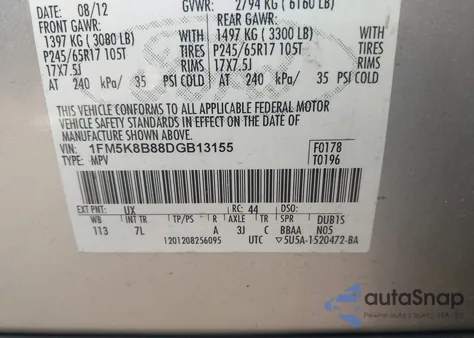 DATE: 08/12 GVWR: 2794 KG ( 6160 LB)
FRONT GAWR: REAR GAWR:
1397 KG ( 3080 LB) WITH 1497 KG ( 3300 LB) WITH
P245/65R17 105T TIRES P245/65R17 105T TIRES
17X7.5J RIMS 17X7.5J RIMS
AT 240 kPa/ 35 PSI COLD AT 240 kPa/ 35 PSI COLD
THIS VEHICLE CONFORMS TO ALL APPLICABLE FEDERAL MOTOR
VEHICLE SAFETY STANDARDS IN EFFECT ON THE DATE OF
MANUFACTURE SHOWN ABOVE.
VIN: 1FM5K8B88DGB13155 F0178
TYPE: MPV T0196
EXT PNT: UX RC: 44 DSO:
WB INT TR TP/PS R AXLE TR SPR DUB1S
113 7L A 3J C BBAA N05
1201208256095 UTC ▽5U5A-1520472-BA
autoSnap